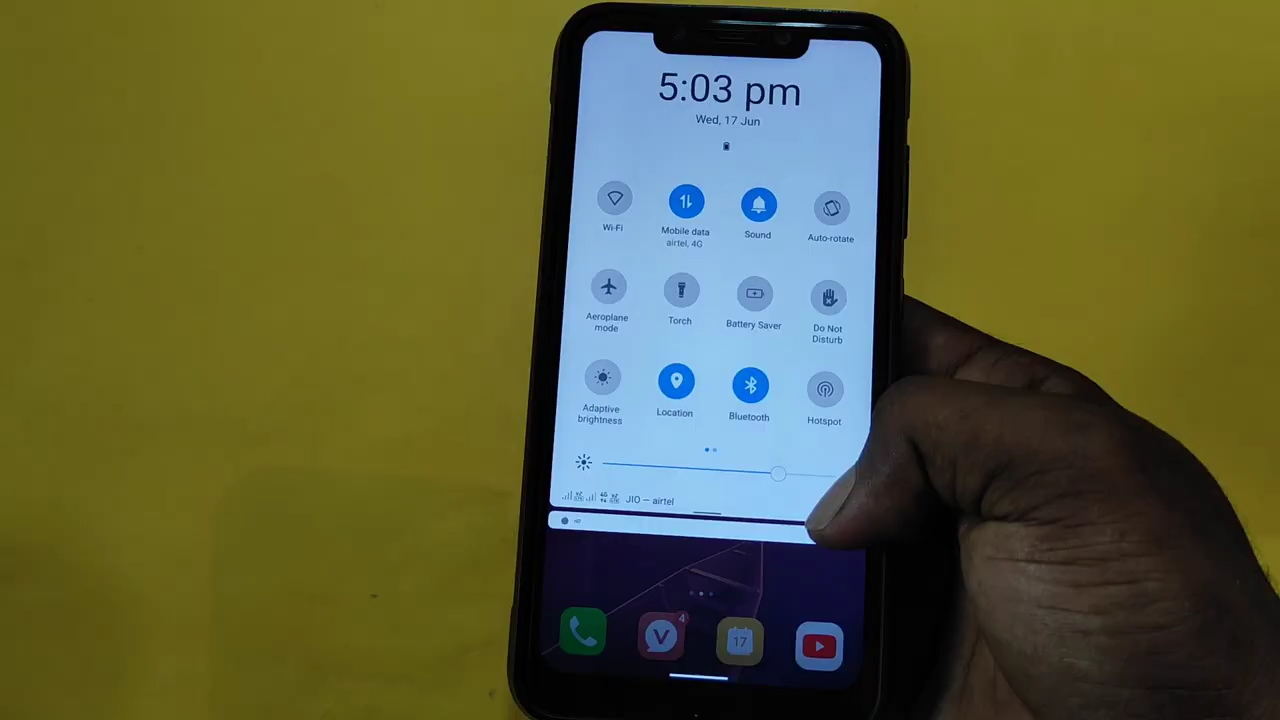 5:03 pm
Wed, 17 Jun
Wi-Fi
Mobile data
airtel, 4G
Sound
Auto-rotate
Aeroplane
mode
Torch
Battery Saver
Do Not
Disturb
Adaptive
brightness
Location
Bluetooth
Hotspot
JIO — airtel
4
V
17